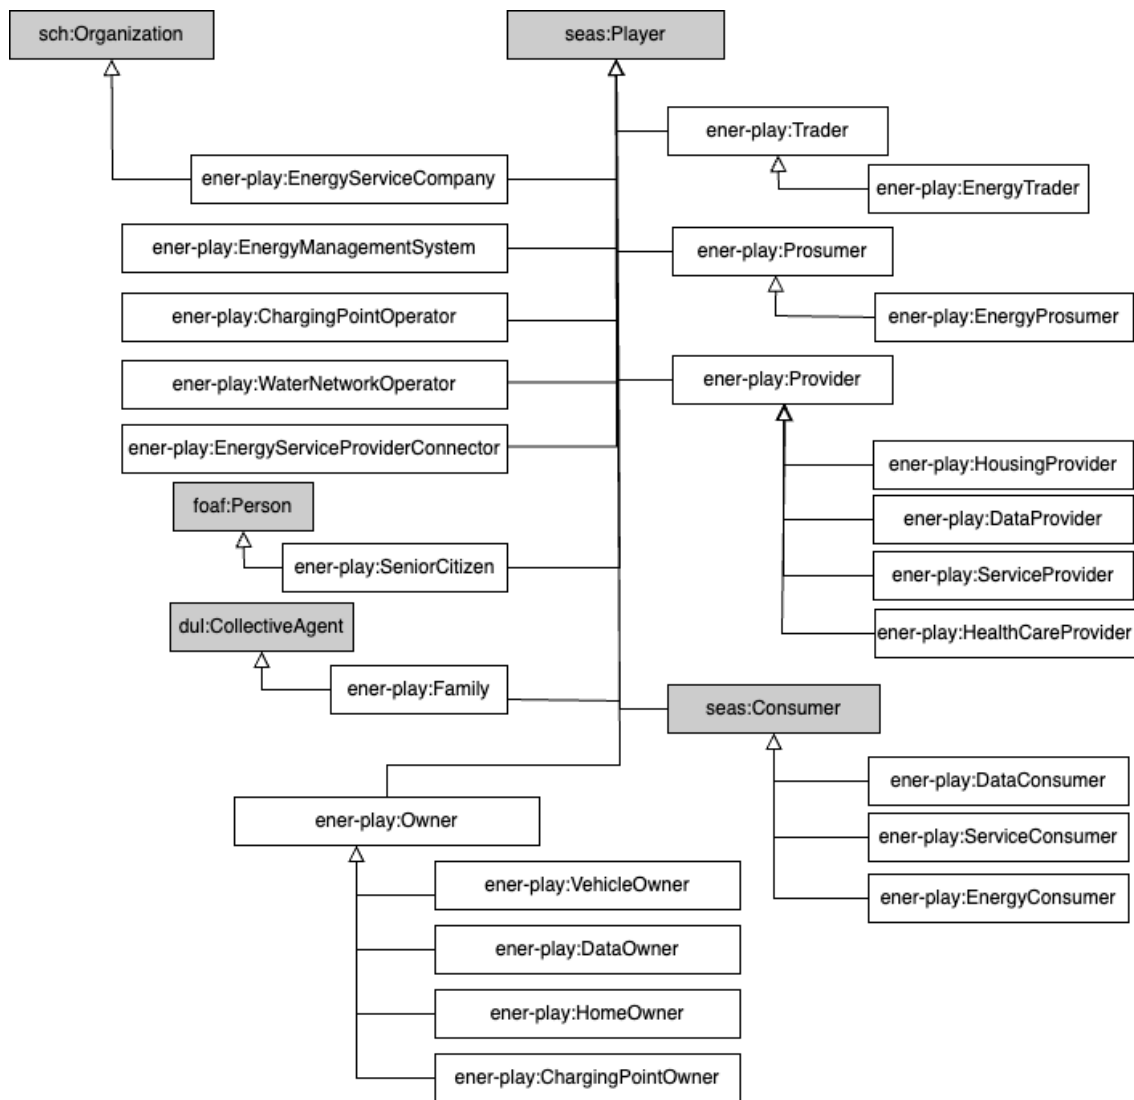 sch:Organization
seas:Player
ener-play:Trader
ener-play:EnergyServiceCompany
ener-play:EnergyTrader
ener-play:EnergyManagementSystem
ener-play:Prosumer
ener-play:ChargingPointOperator
ener-play:EnergyProsumer
ener-play:WaterNetworkOperator
ener-play:Provider
ener-play:EnergyServiceProviderConnector
ener-play:HousingProvider
foaf:Person
ener-play:DataProvider
ener-play:SeniorCitizen
ener-play:ServiceProvider
dul:CollectiveAgent
ener-play:HealthCareProvider
ener-play:Family
seas:Consumer
ener-play:DataConsumer
ener-play:Owner
ener-play:ServiceConsumer
ener-play:VehicleOwner
ener-play:EnergyConsumer
ener-play:DataOwner
ener-play:HomeOwner
ener-play:ChargingPointOwner